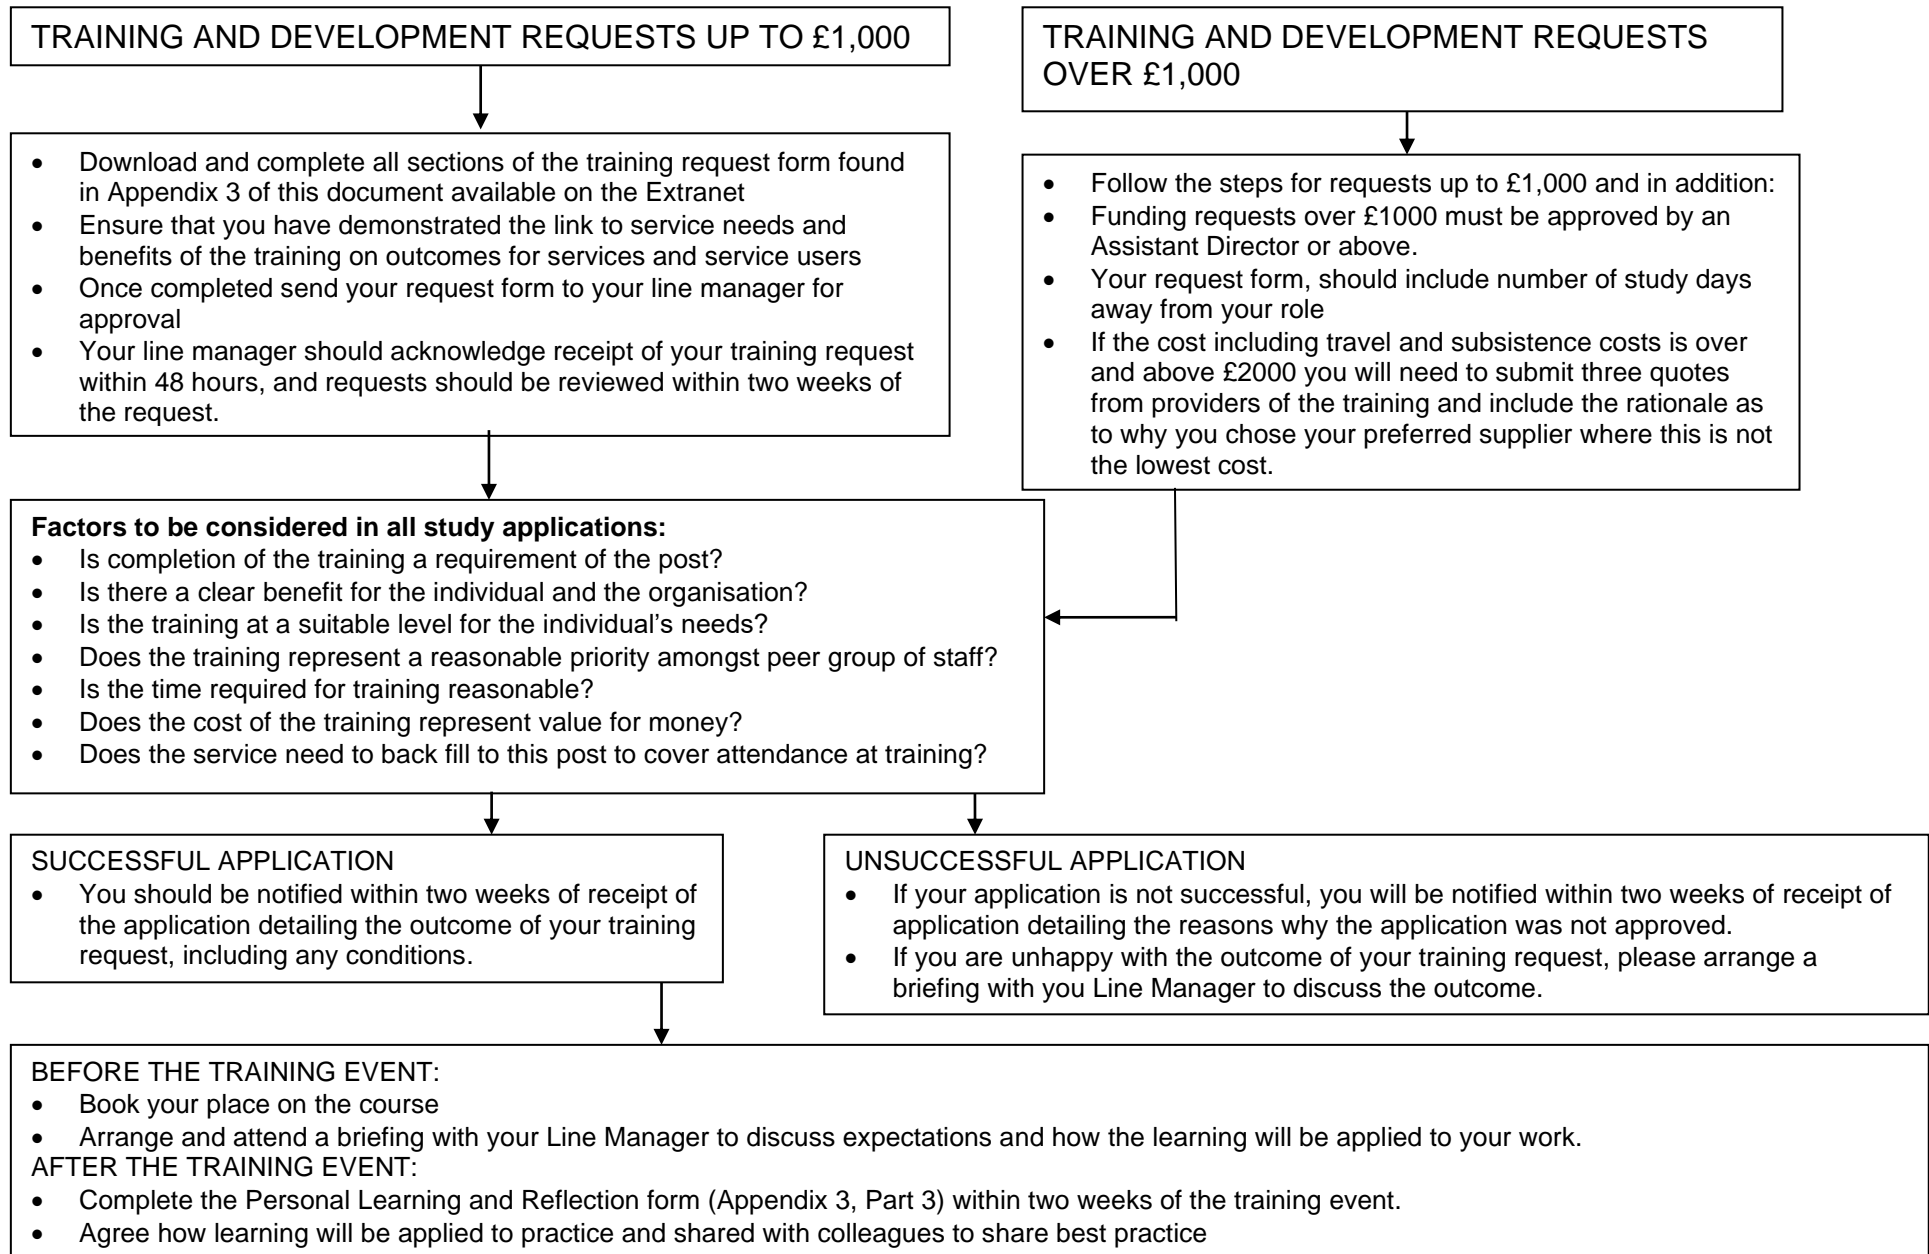 TRAINING AND DEVELOPMENT REQUESTS UP TO £1,000
TRAINING AND DEVELOPMENT REQUESTS
OVER £1,000
• Download and complete all sections of the training request form found
in Appendix 3 of this document available on the Extranet
• Ensure that you have demonstrated the link to service needs and
benefits of the training on outcomes for services and service users
• Once completed send your request form to your line manager for
approval
• Your line manager should acknowledge receipt of your training request
within 48 hours, and requests should be reviewed within two weeks of
the request.
• Follow the steps for requests up to £1,000 and in addition:
• Funding requests over £1000 must be approved by an
Assistant Director or above.
• Your request form, should include number of study days
away from your role
• If the cost including travel and subsistence costs is over
and above £2000 you will need to submit three quotes
from providers of the training and include the rationale as
to why you chose your preferred supplier where this is not
the lowest cost.
Factors to be considered in all study applications:
• Is completion of the training a requirement of the post?
• Is there a clear benefit for the individual and the organisation?
• Is the training at a suitable level for the individual’s needs?
• Does the training represent a reasonable priority amongst peer group of staff?
• Is the time required for training reasonable?
• Does the cost of the training represent value for money?
• Does the service need to back fill to this post to cover attendance at training?
SUCCESSFUL APPLICATION
• You should be notified within two weeks of receipt of
the application detailing the outcome of your training
request, including any conditions.
UNSUCCESSFUL APPLICATION
• If your application is not successful, you will be notified within two weeks of receipt of
application detailing the reasons why the application was not approved.
• If you are unhappy with the outcome of your training request, please arrange a
briefing with you Line Manager to discuss the outcome.
BEFORE THE TRAINING EVENT:
• Book your place on the course
• Arrange and attend a briefing with your Line Manager to discuss expectations and how the learning will be applied to your work.
AFTER THE TRAINING EVENT:
• Complete the Personal Learning and Reflection form (Appendix 3, Part 3) within two weeks of the training event.
• Agree how learning will be applied to practice and shared with colleagues to share best practice